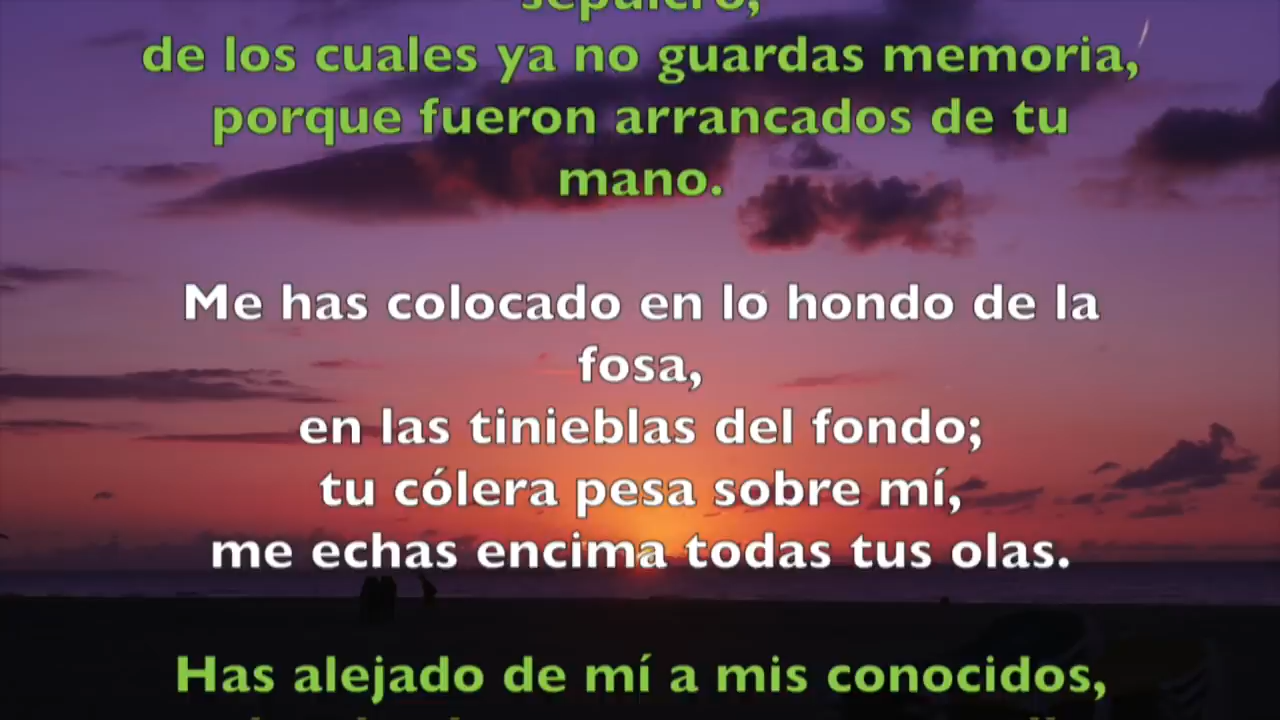 sepulcro,
de los cuales ya no guardas memoria,
porque fueron arrancados de tu
mano.
Me has colocado en lo hondo de la
fosa,
en las tinieblas del fondo;
tu cólera pesa sobre mí,
me echas encima todas tus olas.
Has alejado de mí a mis conocidos,